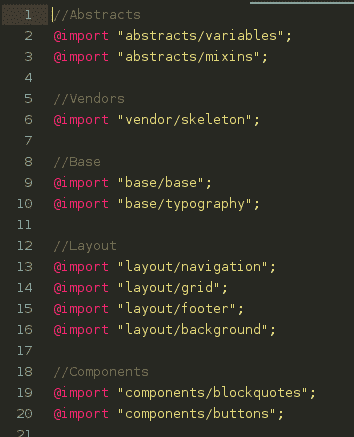 1 //Abstracts
2 @import "abstracts/variables";
3 @import "abstracts/mixins";
4
5 //Vendors
6 @import "vendor/skeleton";
7
8 //Base
9 @import "base/base";
10 @import "base/typography";
11
12 //Layout
13 @import "layout/navigation";
14 @import "layout/grid";
15 @import "layout/footer";
16 @import "layout/background";
17
18 //Components
19 @import "components/blockquotes";
20 @import "components/buttons";
21